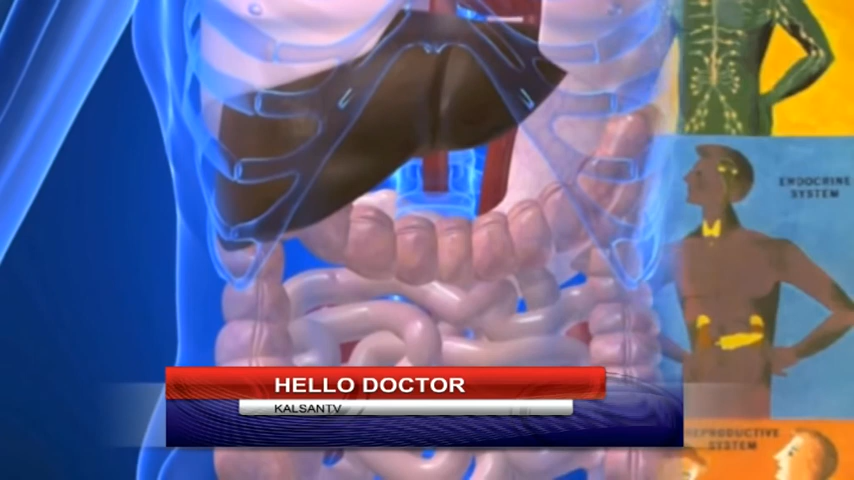 ENDOCRINE
SYSTEM
HELLO DOCTOR
KALSANTV
REPRODUCTIVE
SYSTEM